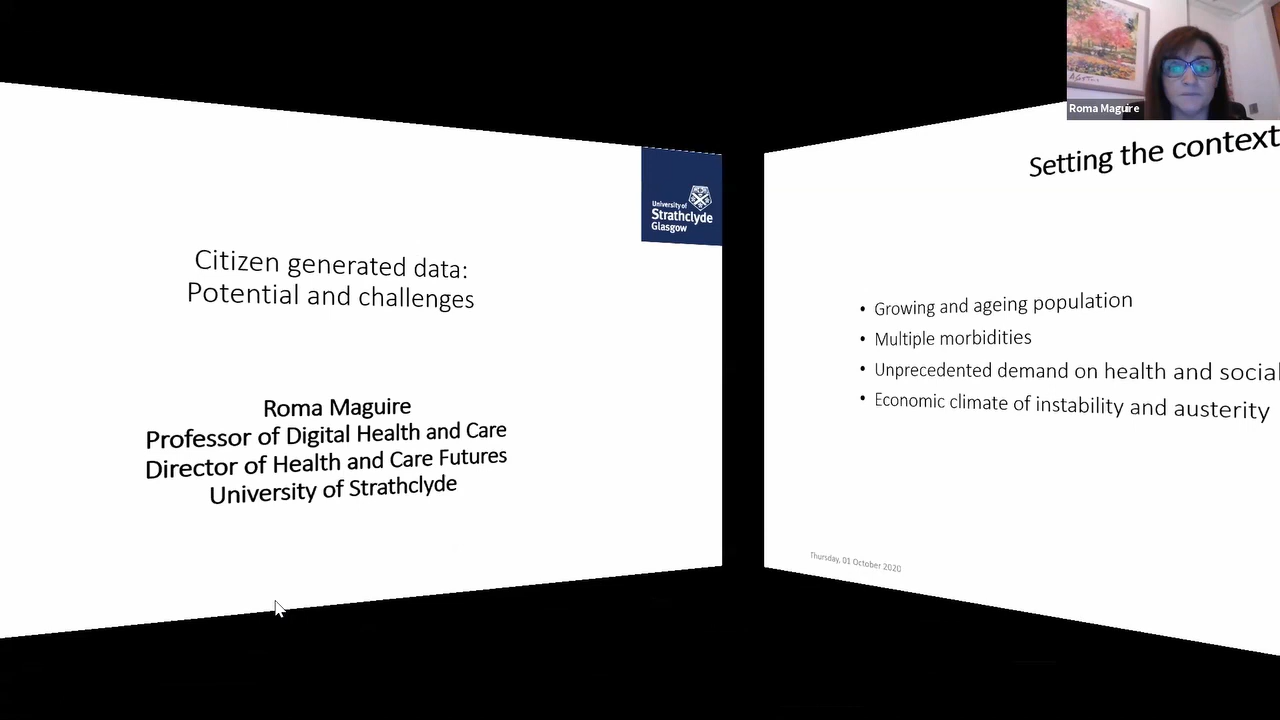 University of
Strathclyde
Glasgow
Citizen generated data:
Potential and challenges
Roma Maguire
Professor of Digital Health and Care
Director of Health and Care Futures
University of Strathclyde
Roma Maguire
Setting the context
• Growing and ageing population
• Multiple morbidities
• Unprecedented demand on health and social
• Economic climate of instability and austerity
Thursday, 01 October 2020